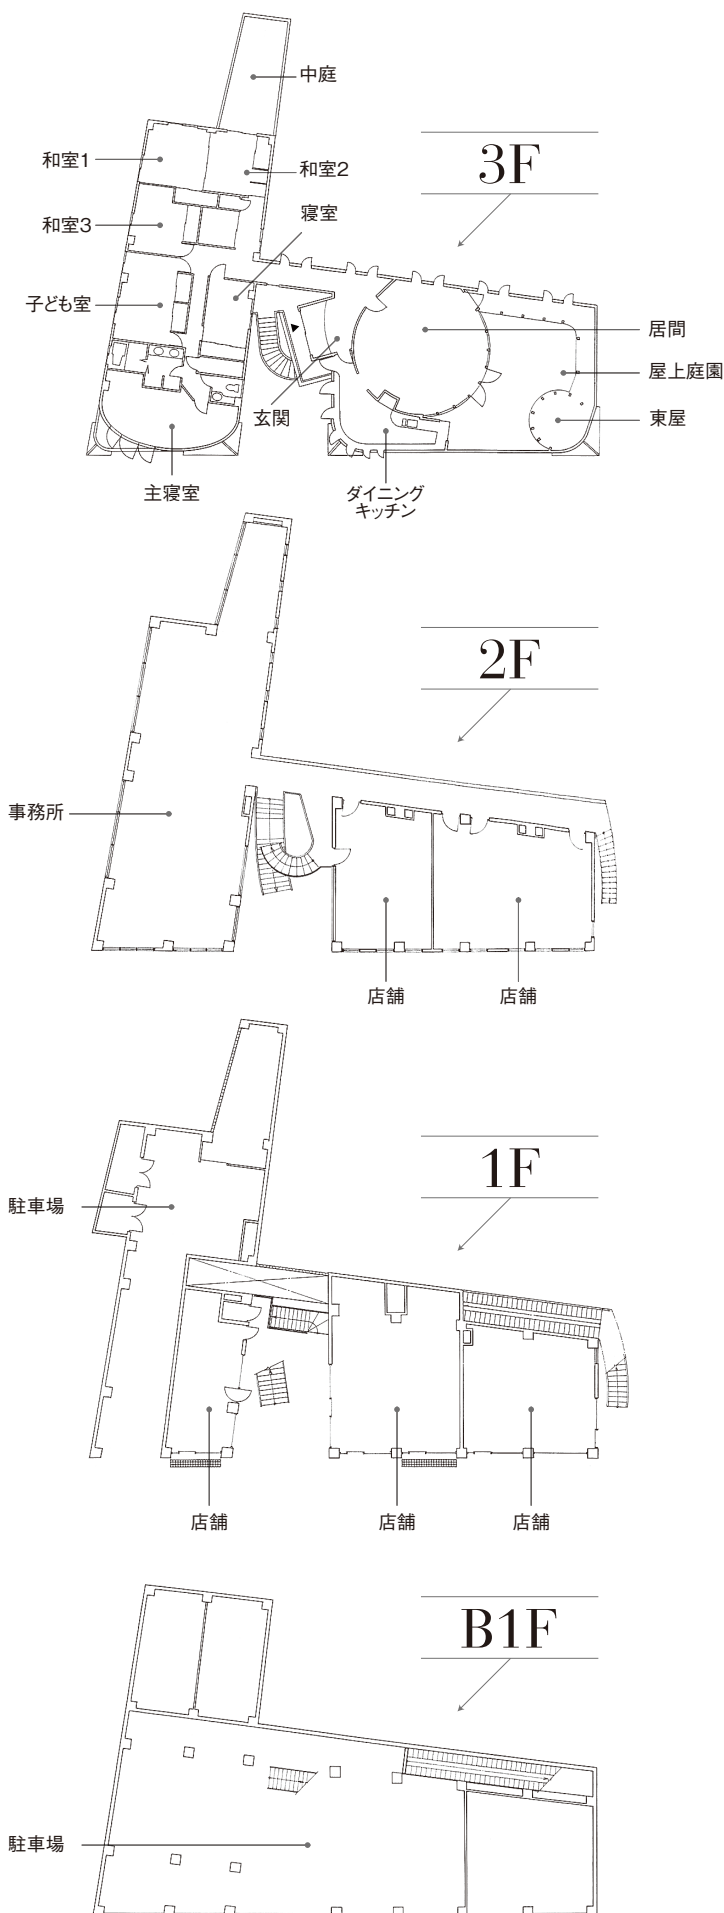 中庭
和室1
和室2
3F
和室3
寝室
子ども室
居間
屋上庭園
玄関
東屋
主寝室
ダイニング
キッチン
2F
事務所
店舗
店舗
1F
駐車場
店舗
店舗
店舗
B1F
駐車場